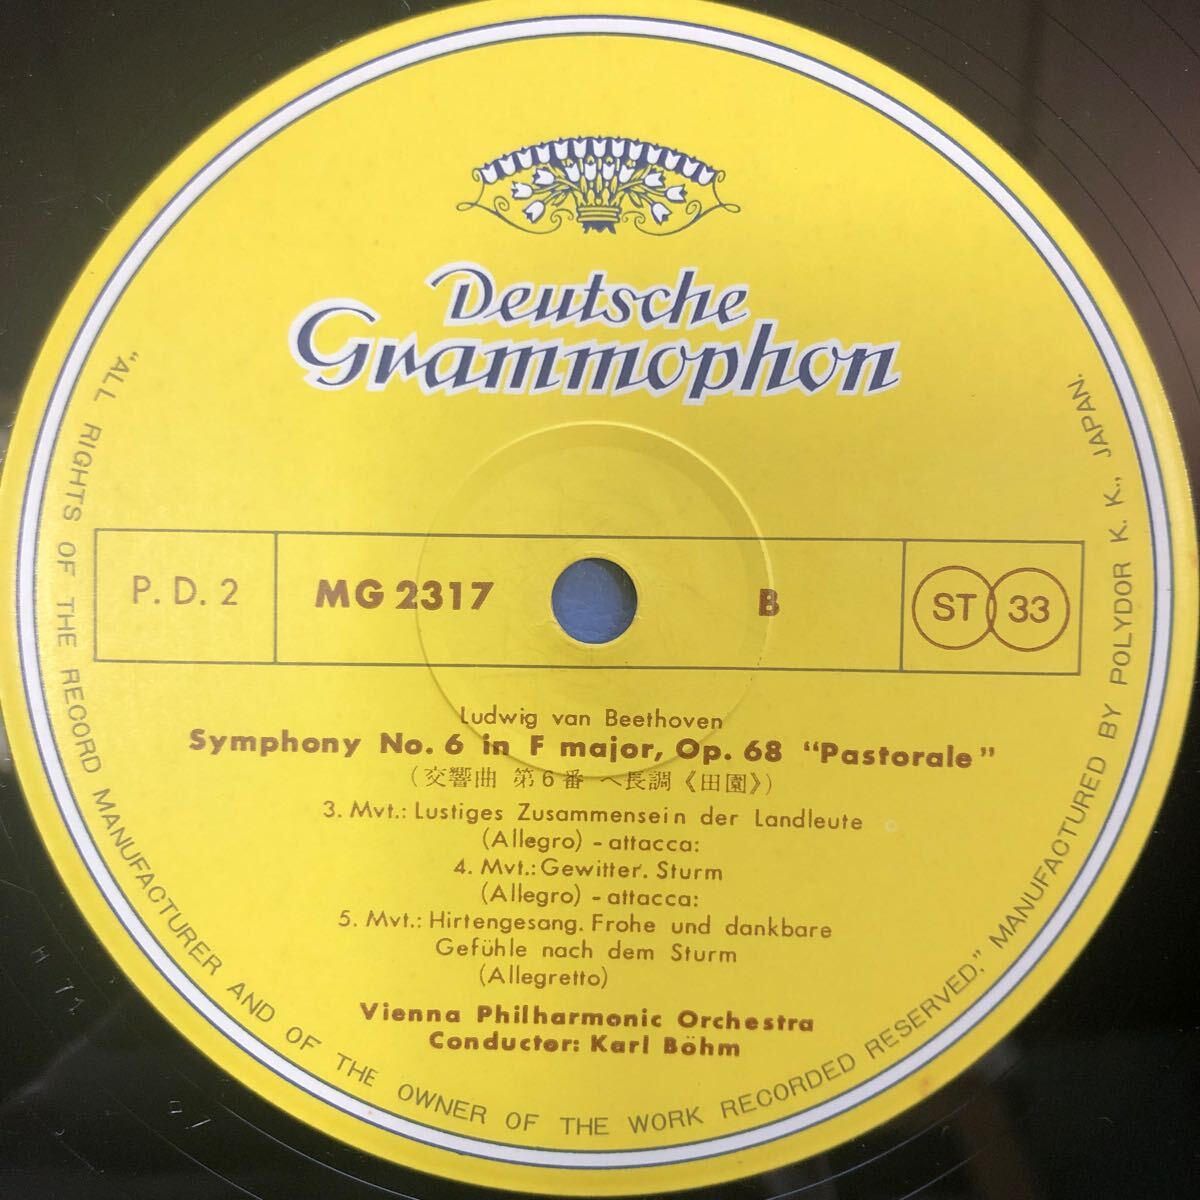 Deutsche
Grammophon
P. D. 2
MG 2317
B
ST 33
Ludwig van Beethoven
Symphony No. 6 in F major, Op. 68 “Pastorale”
(交響曲 第6番 ヘ長調《田園》)
3. Mvt.: Lustiges Zusammensein der Landleute
(Allegro) - attacca:
4. Mvt.: Gewitter. Sturm
(Allegro) - attacca:
5. Mvt.: Hirtengesang. Frohe und dankbare
Gefühle nach dem Sturm
(Allegretto)
Vienna Philharmonic Orchestra
Conductor: Karl Böhm
“ALL RIGHTS OF THE RECORD MANUFACTURER AND OF THE OWNER OF THE WORK RECORDED RESERVED,” MANUFACTURED BY POLYDOR K. K., JAPAN.